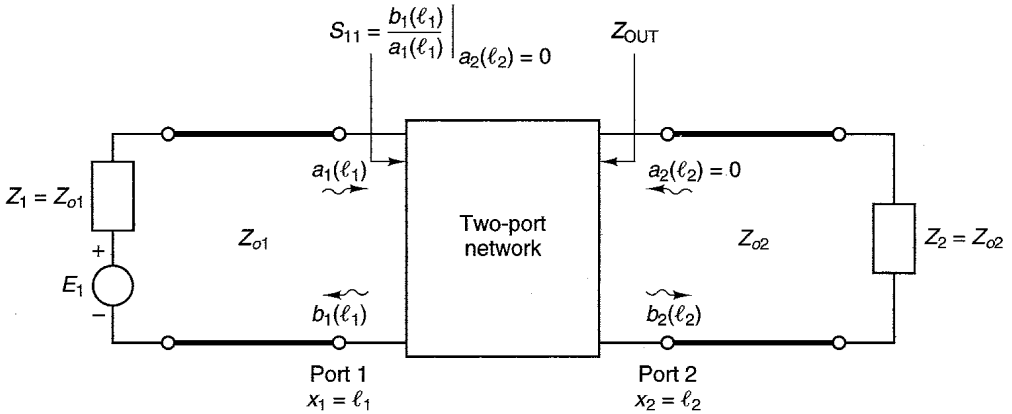 S₁₁ = b₁(ℓ₁) / a₁(ℓ₁) | a₂(ℓ₂) = 0
Z_OUT
a₁(ℓ₁)
a₂(ℓ₂) = 0
Z₁ = Zₒ₁
Zₒ₁
Two-port
network
Zₒ₂
Z₂ = Zₒ₂
+
E₁
−
b₁(ℓ₁)
b₂(ℓ₂)
Port 1
x₁ = ℓ₁
Port 2
x₂ = ℓ₂